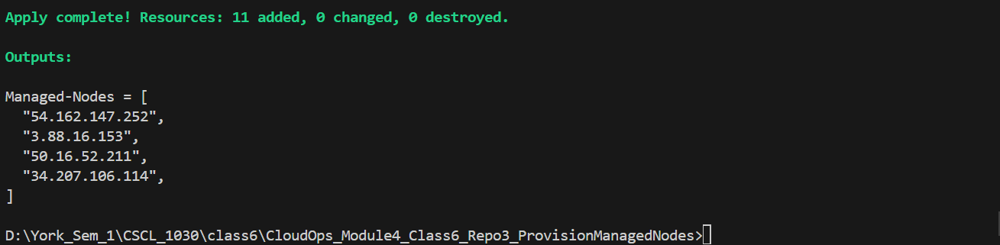 Apply complete! Resources: 11 added, 0 changed, 0 destroyed.
Outputs:
Managed-Nodes = [
  "54.162.147.252",
  "3.88.16.153",
  "50.16.52.211",
  "34.207.106.114",
]
D:\York_Sem_1\CSCL_1030\class6\CloudOps_Module4_Class6_Repo3_ProvisionManagedNodes>